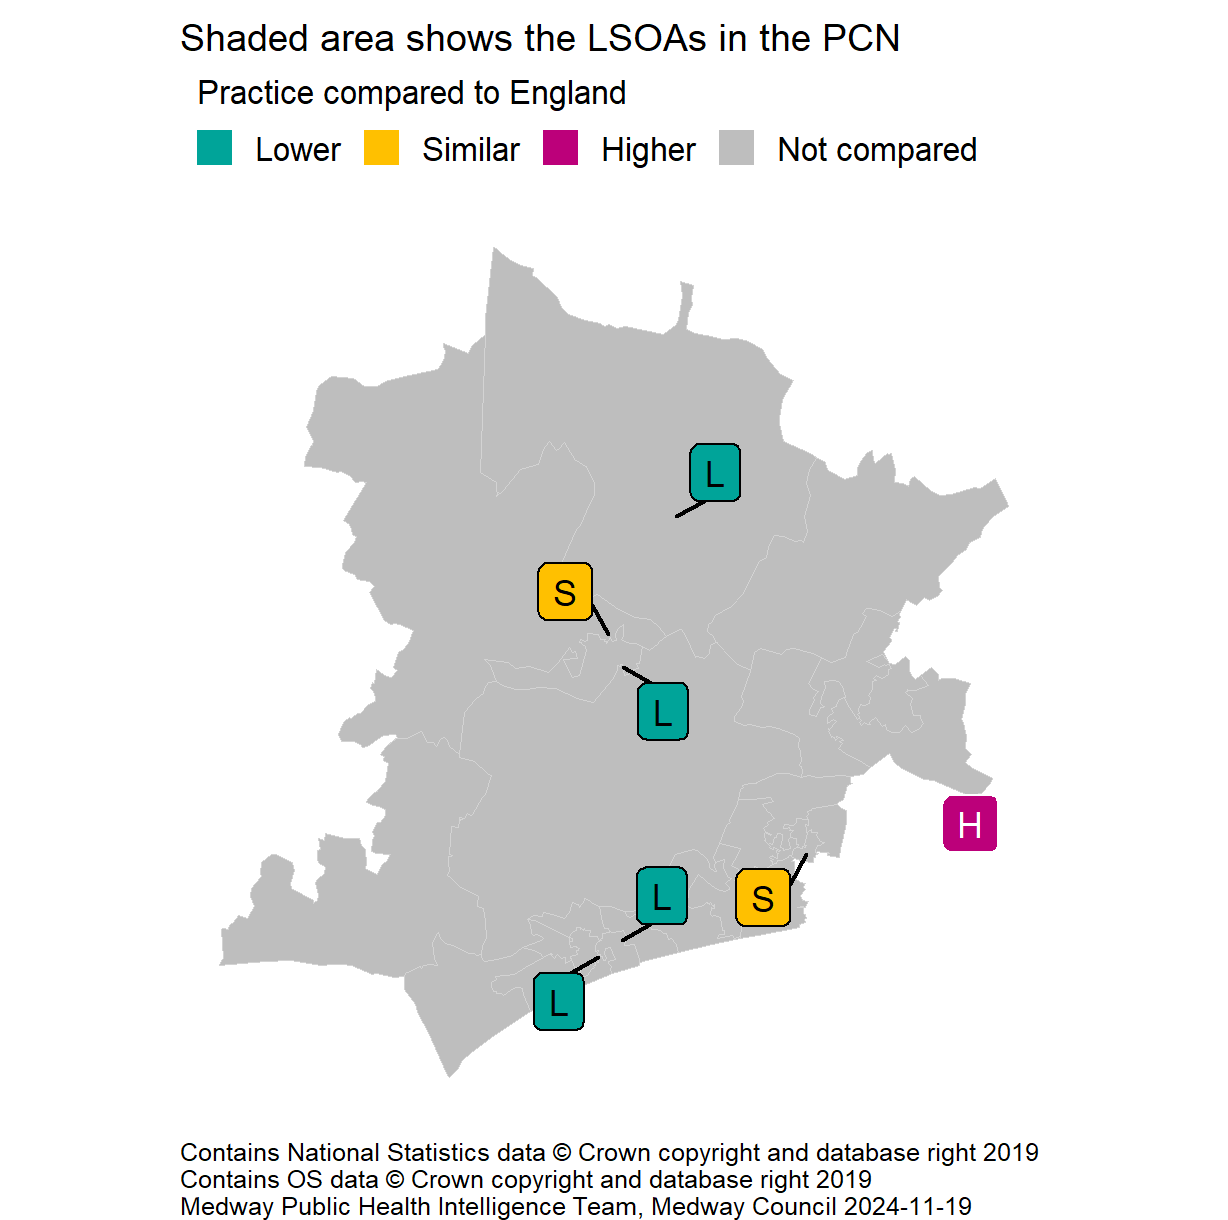 Shaded area shows the LSOAs in the PCN
Practice compared to England
Lower Similar Higher Not compared
L
S
L
H
L
S
L
Contains National Statistics data © Crown copyright and database right 2019
Contains OS data © Crown copyright and database right 2019
Medway Public Health Intelligence Team, Medway Council 2024-11-19